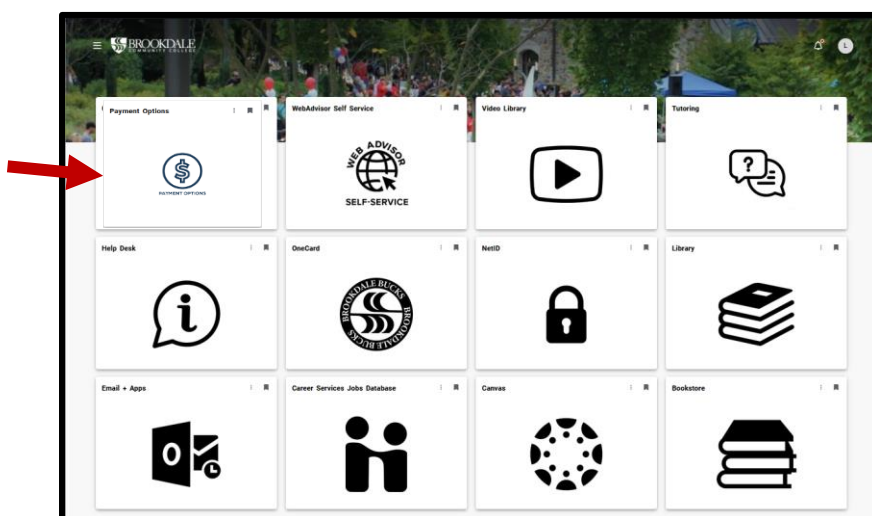 BROOKDALE
COMMUNITY COLLEGE
L
Payment Options
$
PAYMENT OPTIONS
WebAdvisor Self Service
WEB ADVISOR
SELF-SERVICE
Video Library
Tutoring
?
Help Desk
i
OneCard
BROOKDALE BUCKS
BROOKDALE BUCKS
NetID
Library
Email + Apps
O
Career Services Jobs Database
Canvas
Bookstore